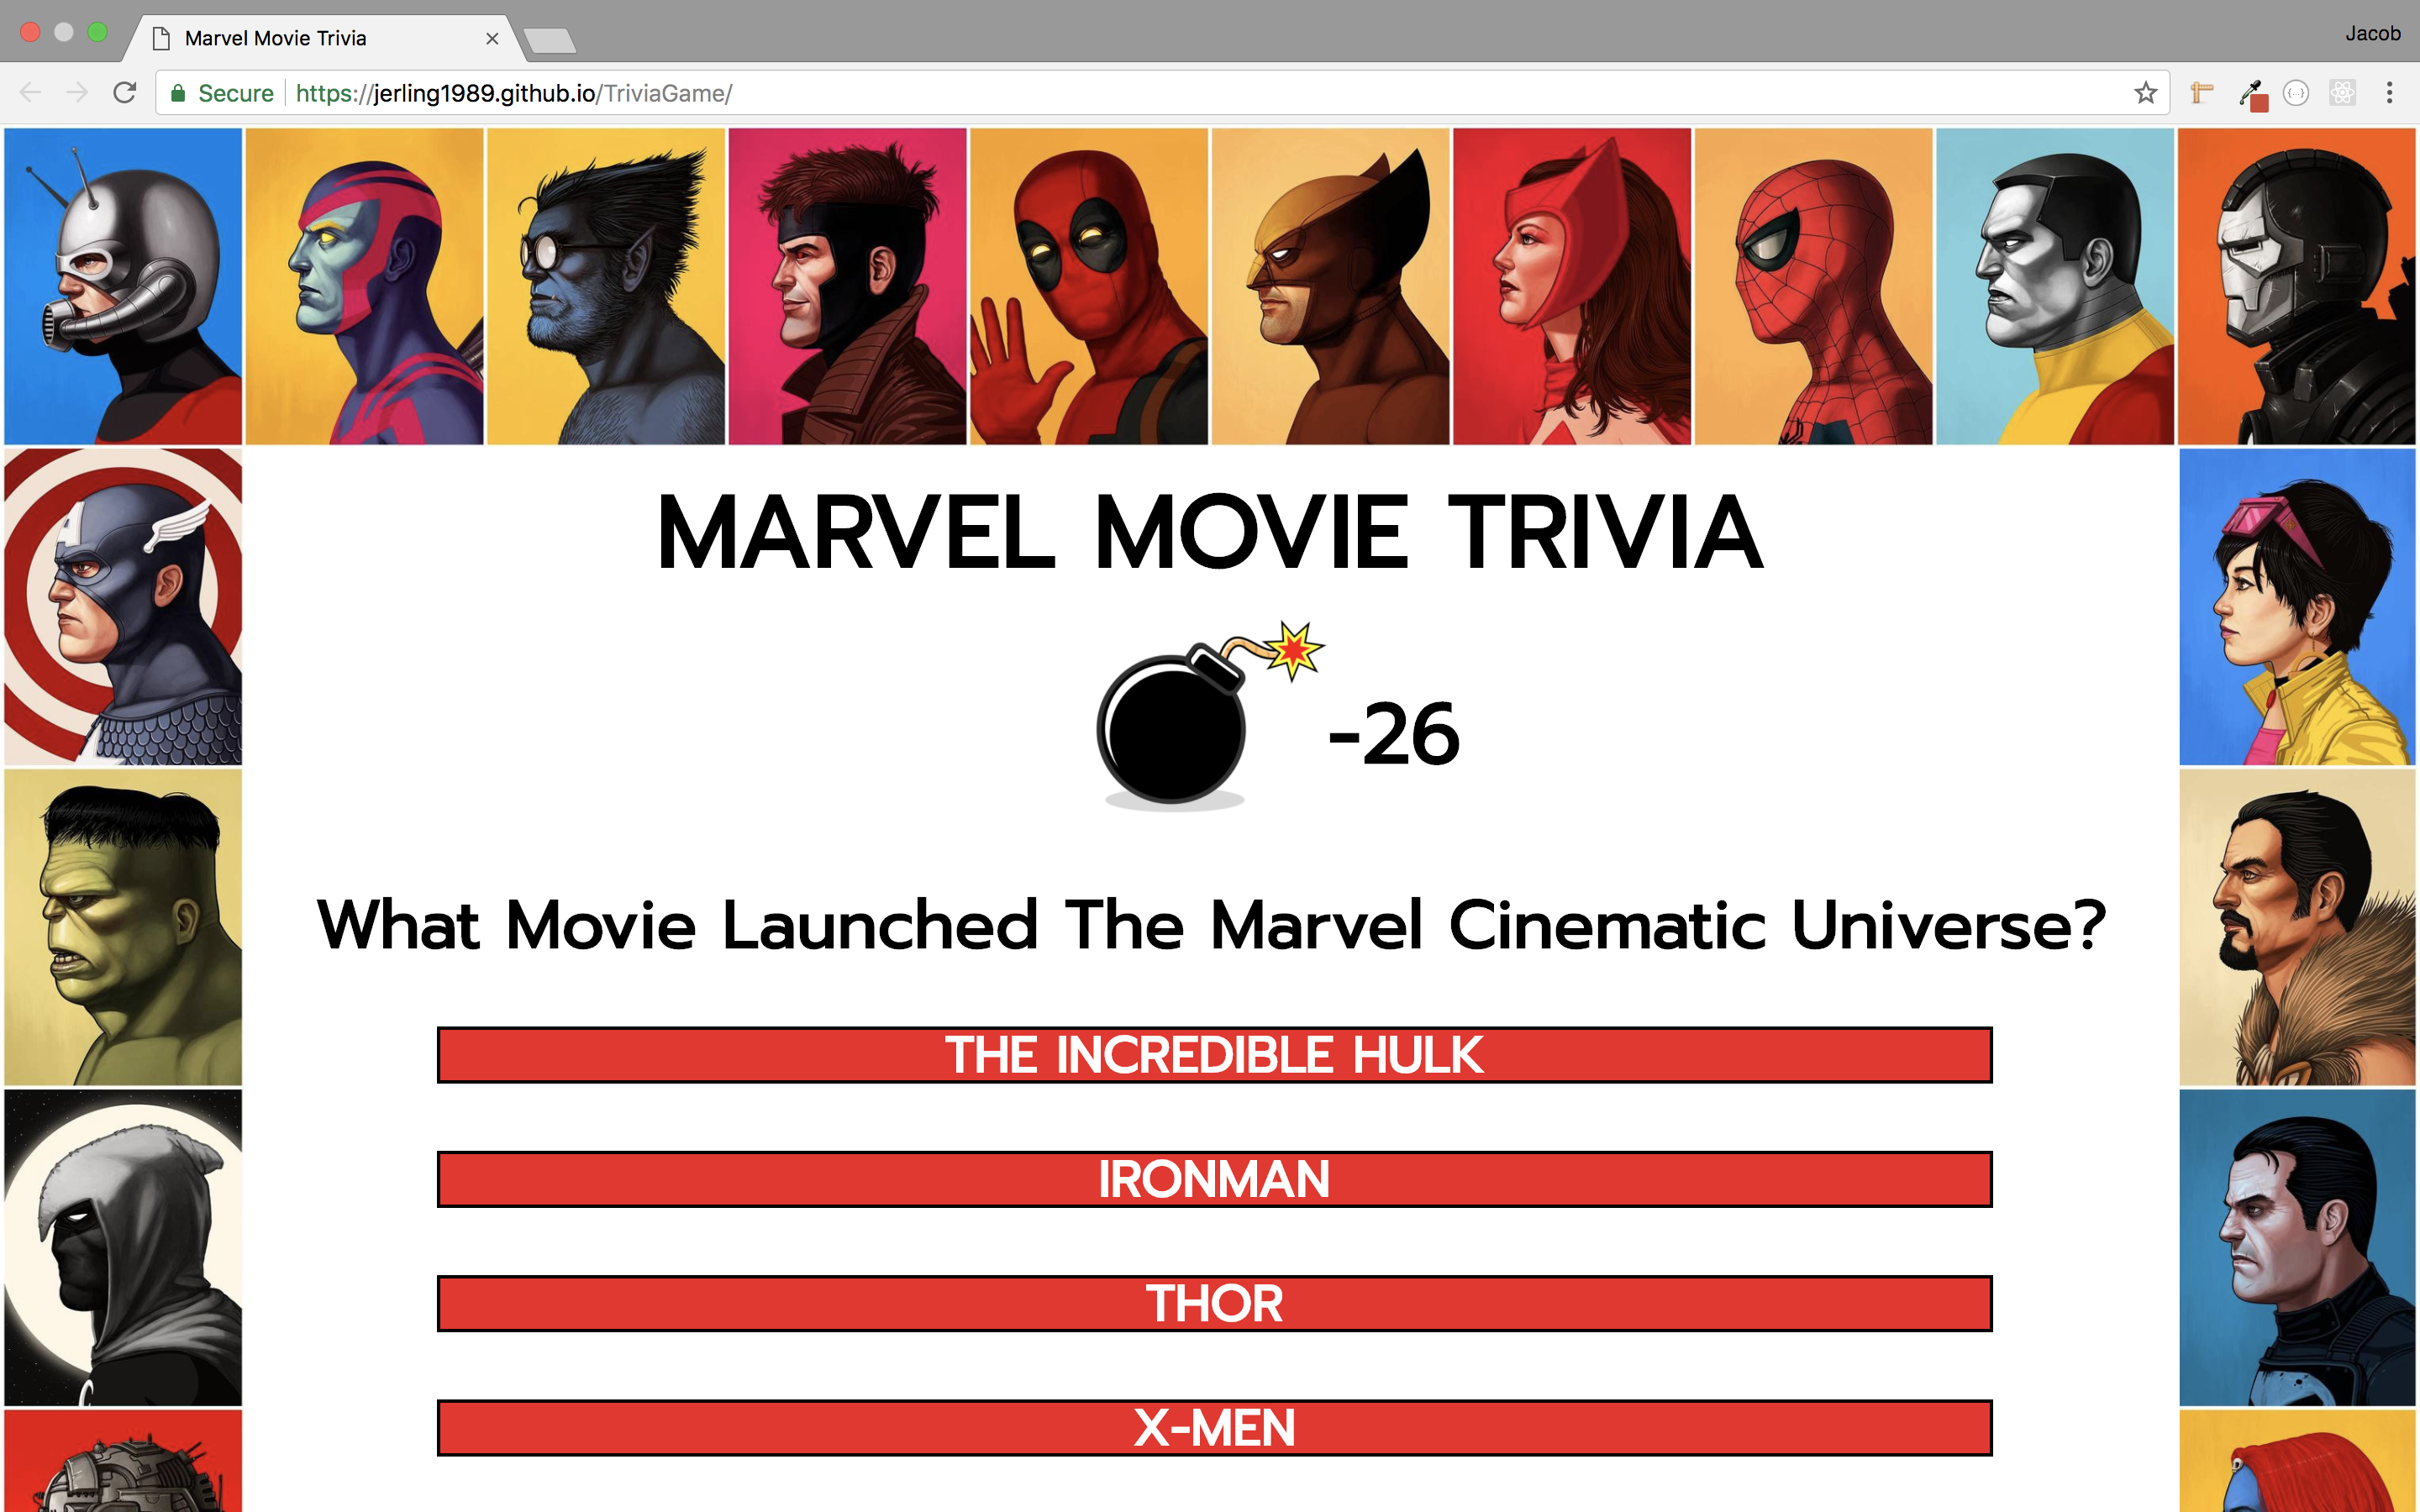 Marvel Movie Trivia
Jacob
Secure https://jerling1989.github.io/TriviaGame/
MARVEL MOVIE TRIVIA
-26
What Movie Launched The Marvel Cinematic Universe?
THE INCREDIBLE HULK
IRONMAN
THOR
X-MEN